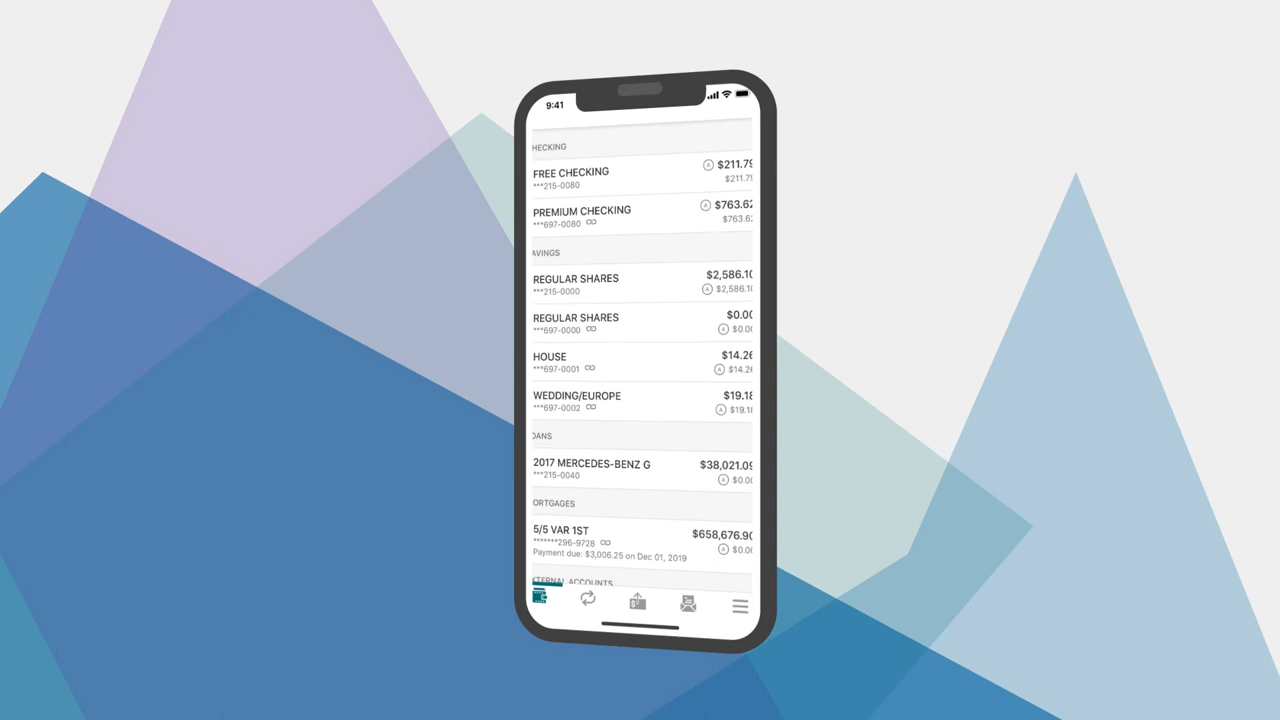 9:41
HECKING
FREE CHECKING $211.79
***215-0080 $211.79
PREMIUM CHECKING $763.62
***697-0080 $763.62
AVINGS
REGULAR SHARES $2,586.10
***215-0000 $2,586.10
REGULAR SHARES $0.00
***697-0000 $0.00
HOUSE $14.26
***697-0001 $14.26
WEDDING/EUROPE $19.18
***697-0002 $19.18
OANS
2017 MERCEDES-BENZ G $38,021.09
***215-0040 $0.00
ORTGAGES
5/5 VAR 1ST $658,676.90
*******296-9728 $0.00
Payment due: $3,006.25 on Dec 01, 2019
XTERNAL ACCOUNTS